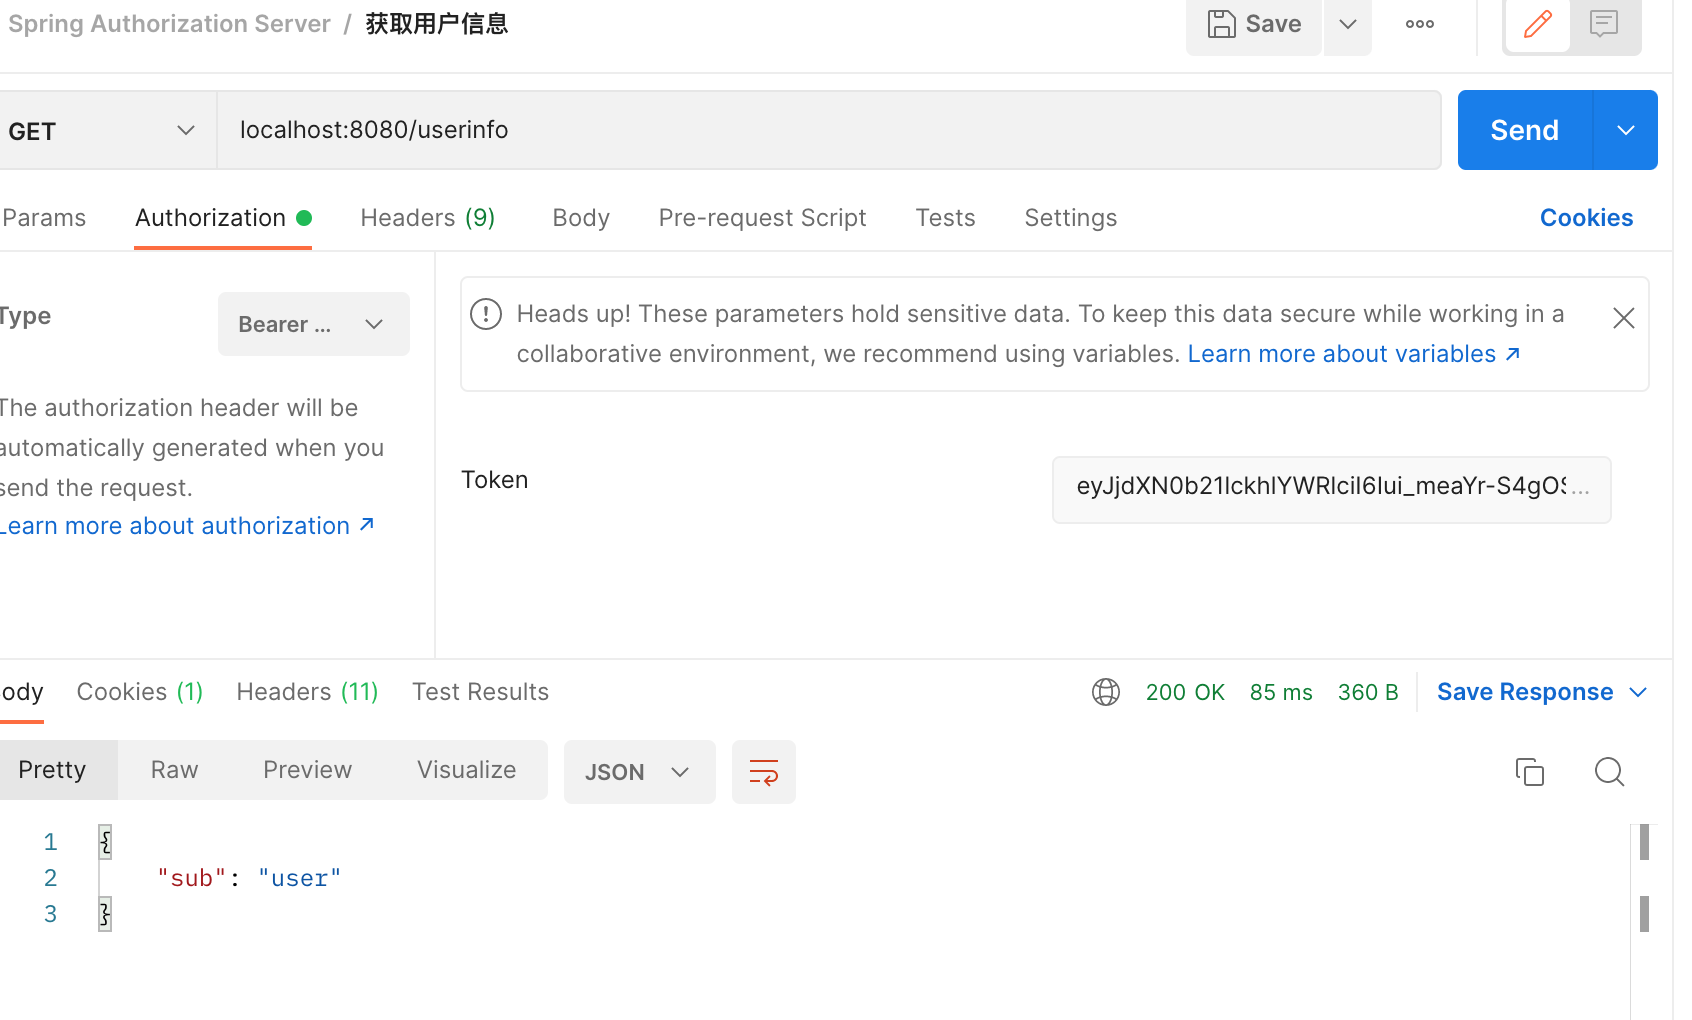 Spring Authorization Server / 获取用户信息
Save
GET
localhost:8080/userinfo
Send
Params
Authorization
Headers (9)
Body
Pre-request Script
Tests
Settings
Cookies
Type
Bearer ...
The authorization header will be
automatically generated when you
send the request.
Learn more about authorization ↗
Heads up! These parameters hold sensitive data. To keep this data secure while working in a
collaborative environment, we recommend using variables. Learn more about variables ↗
Token
ody
Cookies (1)
Headers (11)
Test Results
200 OK
85 ms
360 B
Save Response
Pretty
Raw
Preview
Visualize
JSON
1 {
2 "sub": "user"
3 }